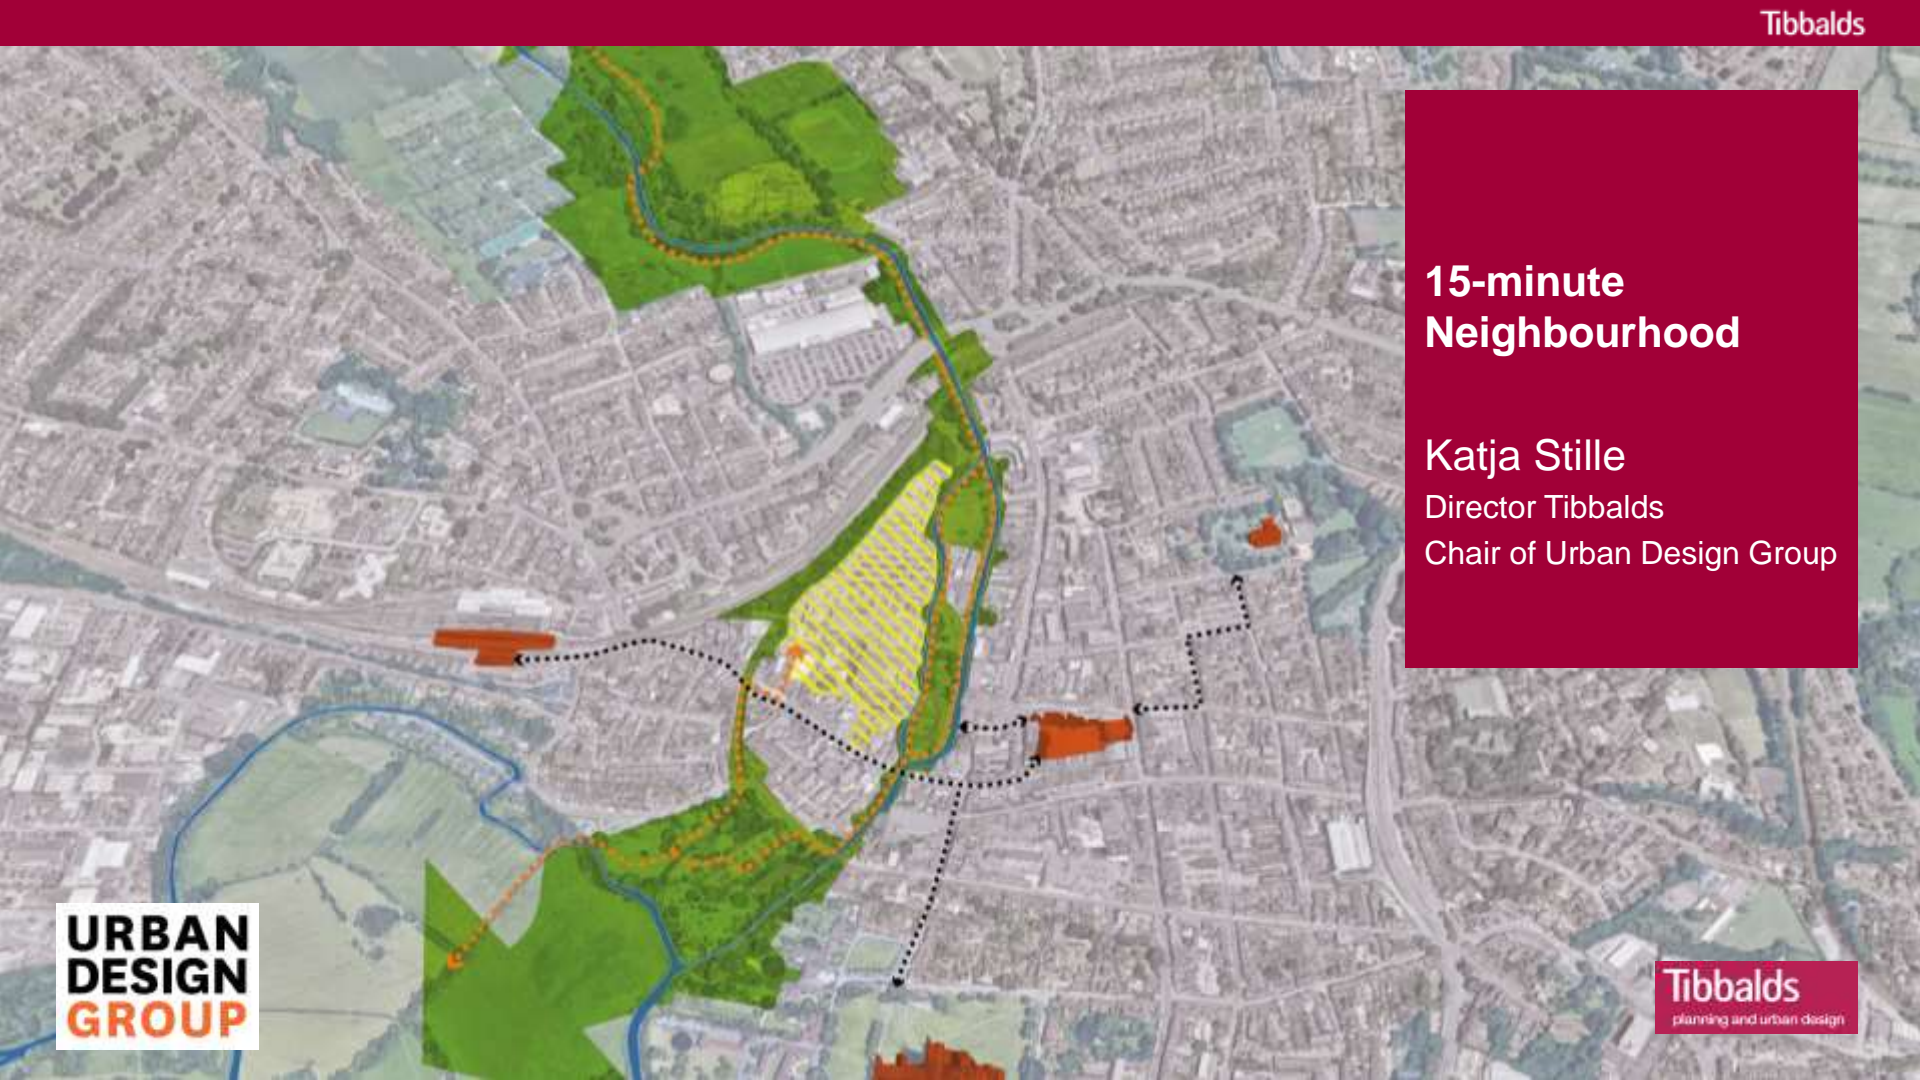 Tibbalds
15-minute
Neighbourhood
Katja Stille
Director Tibbalds
Chair of Urban Design Group
URBAN
DESIGN
GROUP
Tibbalds
planning and urban design